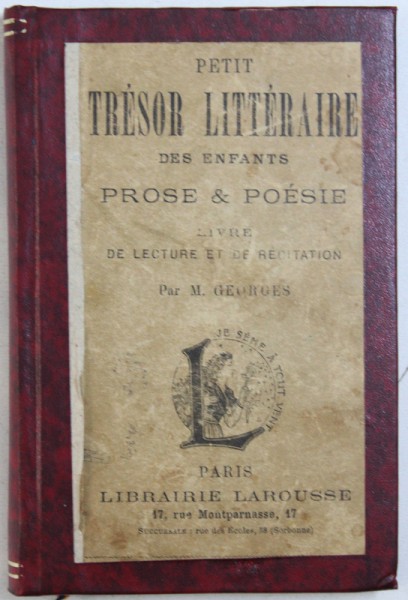 PETIT
TRÉSOR LITTÉRAIRE
DES ENFANTS
PROSE & POÉSIE
LIVRE
DE LECTURE ET DE RÉCITATION
Par M. GEORGES
JE SÈME À TOUT VENT
L
PARIS
LIBRAIRIE LAROUSSE
17, rue Montparnasse, 17
SUCCURSALE : rue des Écoles, 58 (Sorbonne)